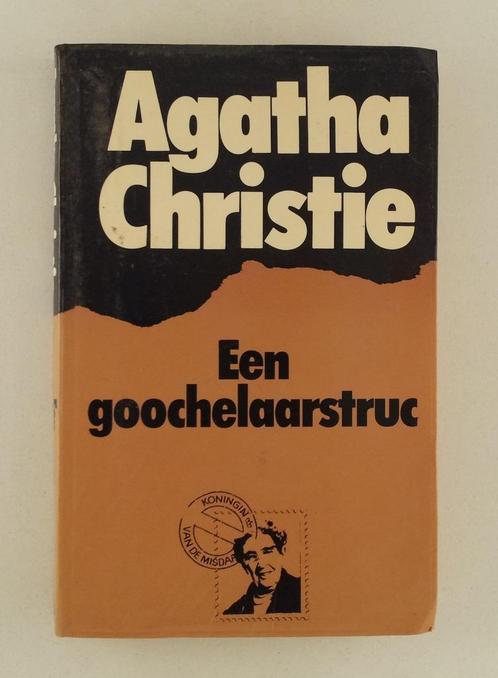 Agatha
Christie
Een
goochelaarstruc
KONINGIN
VAN DE MISDAAD